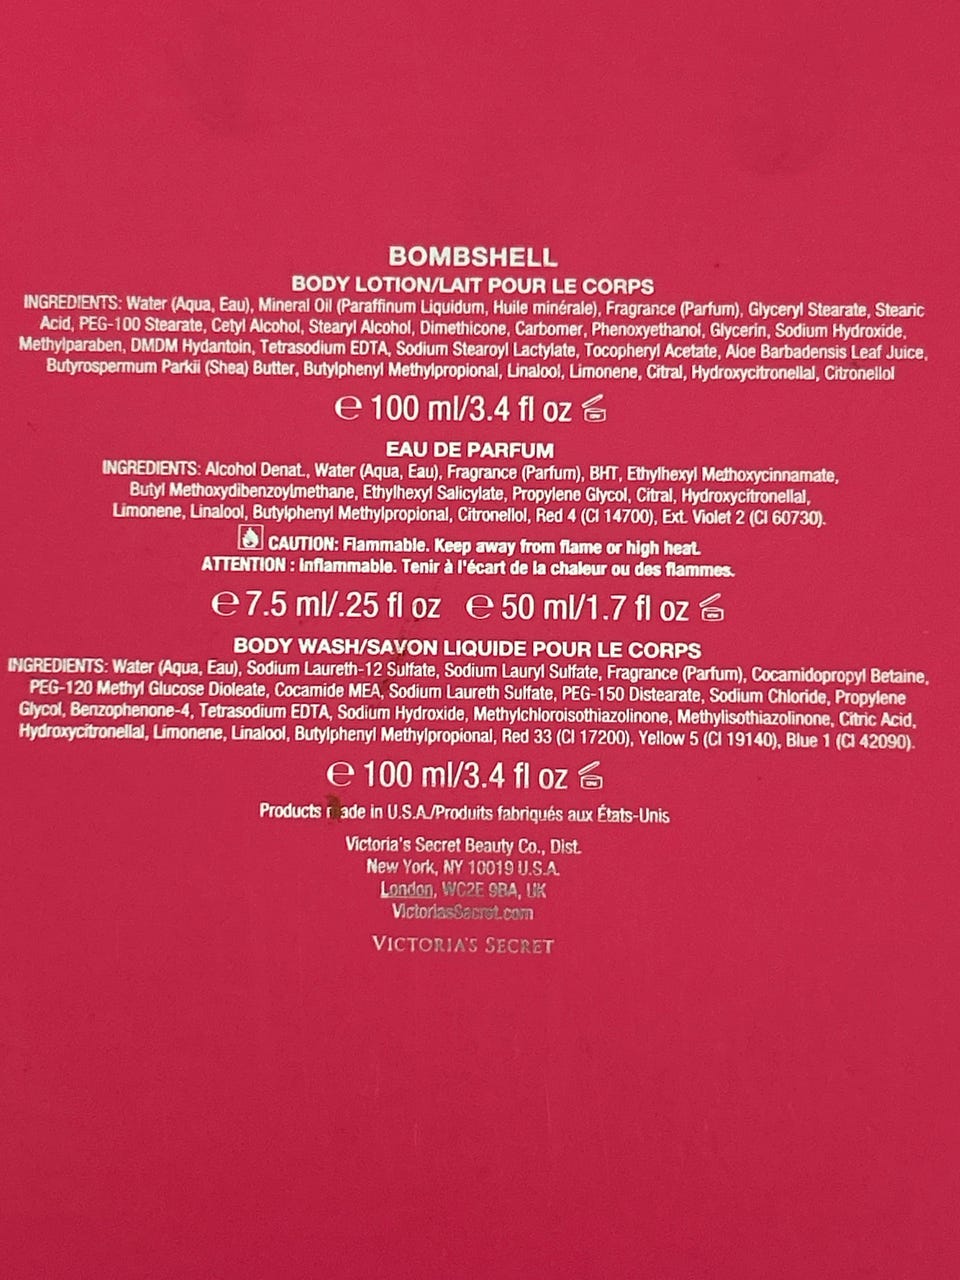 BOMBSHELL
BODY LOTION/LAIT POUR LE CORPS
INGREDIENTS: Water (Aqua, Eau), Mineral Oil (Paraffinum Liquidum, Huile minérale), Fragrance (Parfum), Glyceryl Stearate, Stearic
Acid, PEG-100 Stearate, Cetyl Alcohol, Stearyl Alcohol, Dimethicone, Carbomer, Phenoxyethanol, Glycerin, Sodium Hydroxide,
Methylparaben, DMDM Hydantoin, Tetrasodium EDTA, Sodium Stearoyl Lactylate, Tocopheryl Acetate, Aloe Barbadensis Leaf Juice,
Butyrospermum Parkii (Shea) Butter, Butylphenyl Methylpropional, Linalool, Limonene, Citral, Hydroxycitronellal, Citronellol
℮ 100 ml/3.4 fl oz
EAU DE PARFUM
INGREDIENTS: Alcohol Denat., Water (Aqua, Eau), Fragrance (Parfum), BHT, Ethylhexyl Methoxycinnamate,
Butyl Methoxydibenzoylmethane, Ethylhexyl Salicylate, Propylene Glycol, Citral, Hydroxycitronellal,
Limonene, Linalool, Butylphenyl Methylpropional, Citronellol, Red 4 (CI 14700), Ext. Violet 2 (CI 60730).
CAUTION: Flammable. Keep away from flame or high heat.
ATTENTION : Inflammable. Tenir à l'écart de la chaleur ou des flammes.
℮ 7.5 ml/.25 fl oz ℮ 50 ml/1.7 fl oz
BODY WASH/SAVON LIQUIDE POUR LE CORPS
INGREDIENTS: Water (Aqua, Eau), Sodium Laureth-12 Sulfate, Sodium Lauryl Sulfate, Fragrance (Parfum), Cocamidopropyl Betaine,
PEG-120 Methyl Glucose Dioleate, Cocamide MEA, Sodium Laureth Sulfate, PEG-150 Distearate, Sodium Chloride, Propylene
Glycol, Benzophenone-4, Tetrasodium EDTA, Sodium Hydroxide, Methylchloroisothiazolinone, Methylisothiazolinone, Citric Acid,
Hydroxycitronellal, Limonene, Linalool, Butylphenyl Methylpropional, Red 33 (CI 17200), Yellow 5 (CI 19140), Blue 1 (CI 42090).
℮ 100 ml/3.4 fl oz
Products made in U.S.A./Produits fabriqués aux États-Unis
Victoria's Secret Beauty Co., Dist.
New York, NY 10019 U.S.A.
London, WC2E 9BA, UK
VictoriasSecret.com
VICTORIA'S SECRET